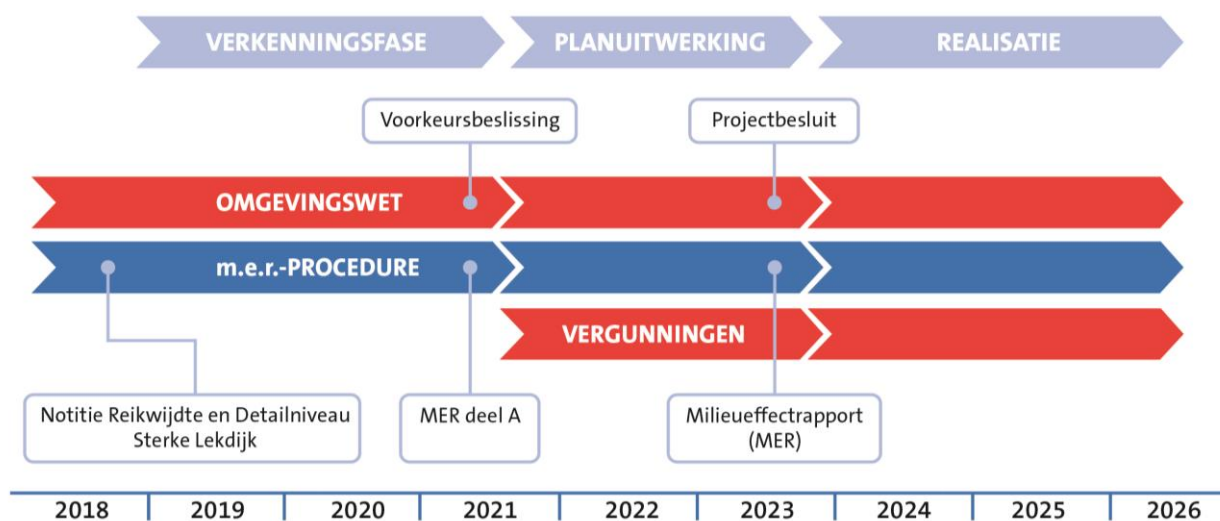 VERKENNINGSFASE
PLANUITWERKING
REALISATIE
Voorkeursbeslissing
Projectbesluit
OMGEVINGSWET
m.e.r.-PROCEDURE
VERGUNNINGEN
Notitie Reikwijdte en Detailniveau
Sterke Lekdijk
MER deel A
Milieueffectrapport
(MER)
2018
2019
2020
2021
2022
2023
2024
2025
2026